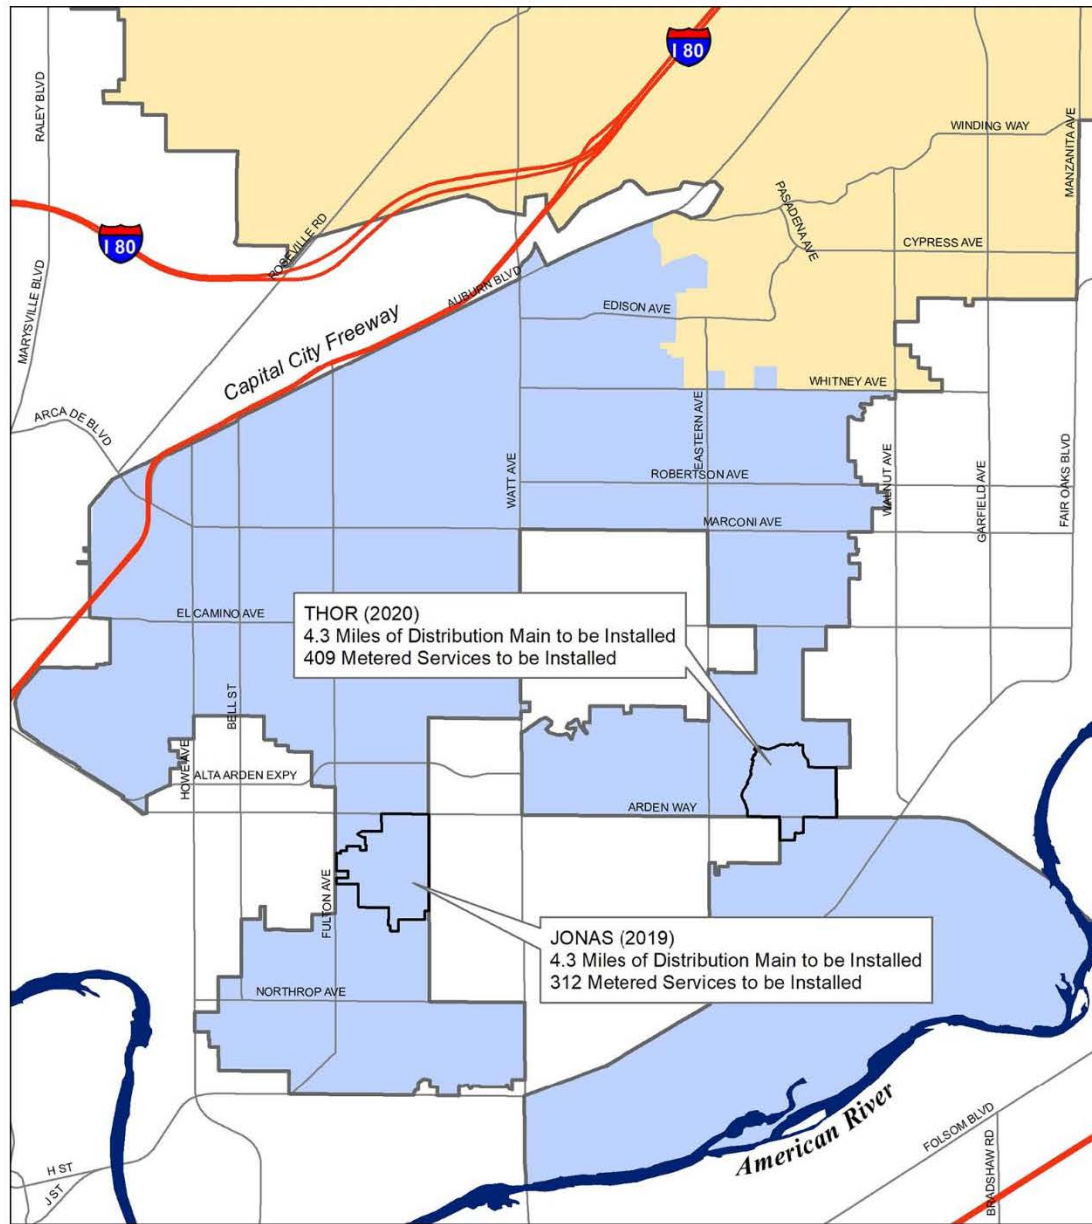 I 80
RALEY BLVD
WINDING WAY
MANZANITA AVE
PASADENA AVE
ROSEVILLE RD
I 80
CYPRESS AVE
MARYSVILLE BLVD
AUBURN BLVD
EDISON AVE
Capital City Freeway
WHITNEY AVE
ARCA DE BLVD
EASTERN AVE
WALNUT AVE
GARFIELD AVE
FAIR OAKS BLVD
WATT AVE
ROBERTSON AVE
MARCONI AVE
EL CAMINO AVE
THOR (2020)
4.3 Miles of Distribution Main to be Installed
409 Metered Services to be Installed
BELL ST
HOWE AVE
ALTA ARDEN EXPY
ARDEN WAY
FULTON AVE
JONAS (2019)
4.3 Miles of Distribution Main to be Installed
312 Metered Services to be Installed
NORTHROP AVE
American River
FOLSOM BLVD
BRADSHAW RD
H ST
J ST